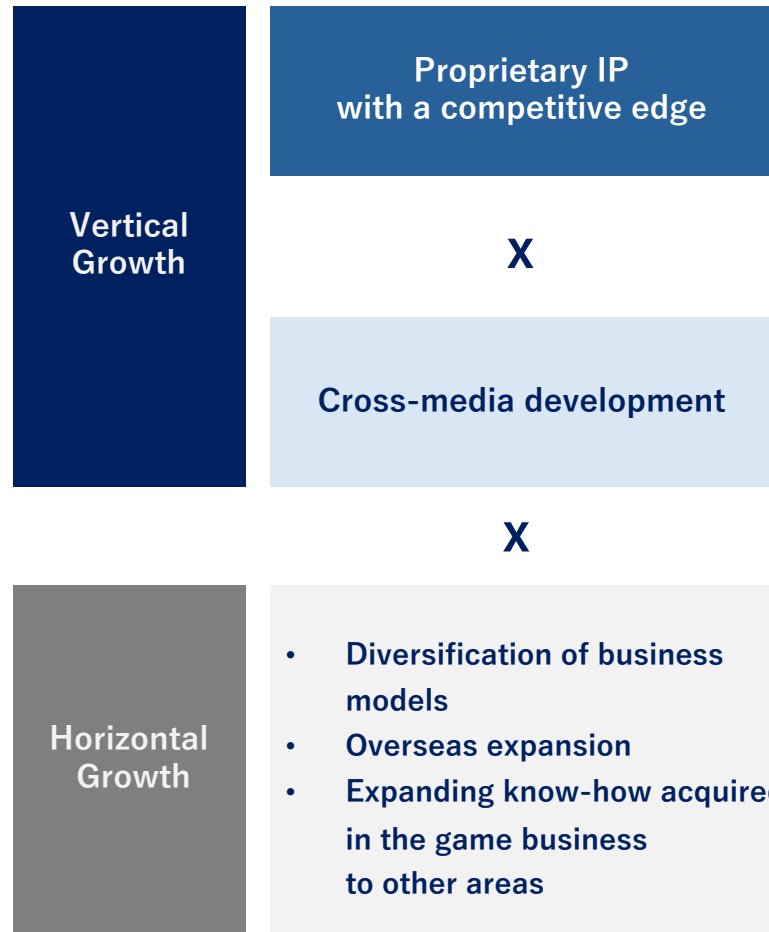 Vertical
Growth
Proprietary IP
with a competitive edge
X
Cross-media development
X
Horizontal
Growth
• Diversification of business
models
• Overseas expansion
• Expanding know-how acquired
in the game business
to other areas